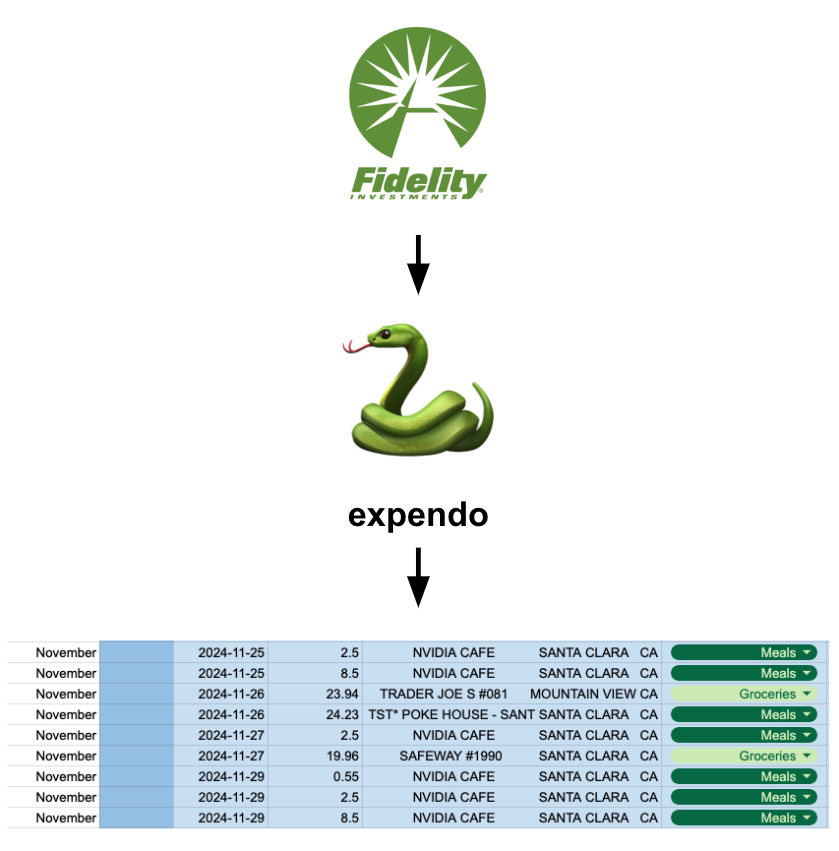 Fidelity
INVESTMENTS
expendo
November 2024-11-25 2.5 NVIDIA CAFE SANTA CLARA CA Meals
November 2024-11-25 8.5 NVIDIA CAFE SANTA CLARA CA Meals
November 2024-11-26 23.94 TRADER JOE S #081 MOUNTAIN VIEW CA Groceries
November 2024-11-26 24.23 TST* POKE HOUSE - SANT SANTA CLARA CA Meals
November 2024-11-27 2.5 NVIDIA CAFE SANTA CLARA CA Meals
November 2024-11-27 19.96 SAFEWAY #1990 SANTA CLARA CA Groceries
November 2024-11-29 0.55 NVIDIA CAFE SANTA CLARA CA Meals
November 2024-11-29 2.5 NVIDIA CAFE SANTA CLARA CA Meals
November 2024-11-29 8.5 NVIDIA CAFE SANTA CLARA CA Meals